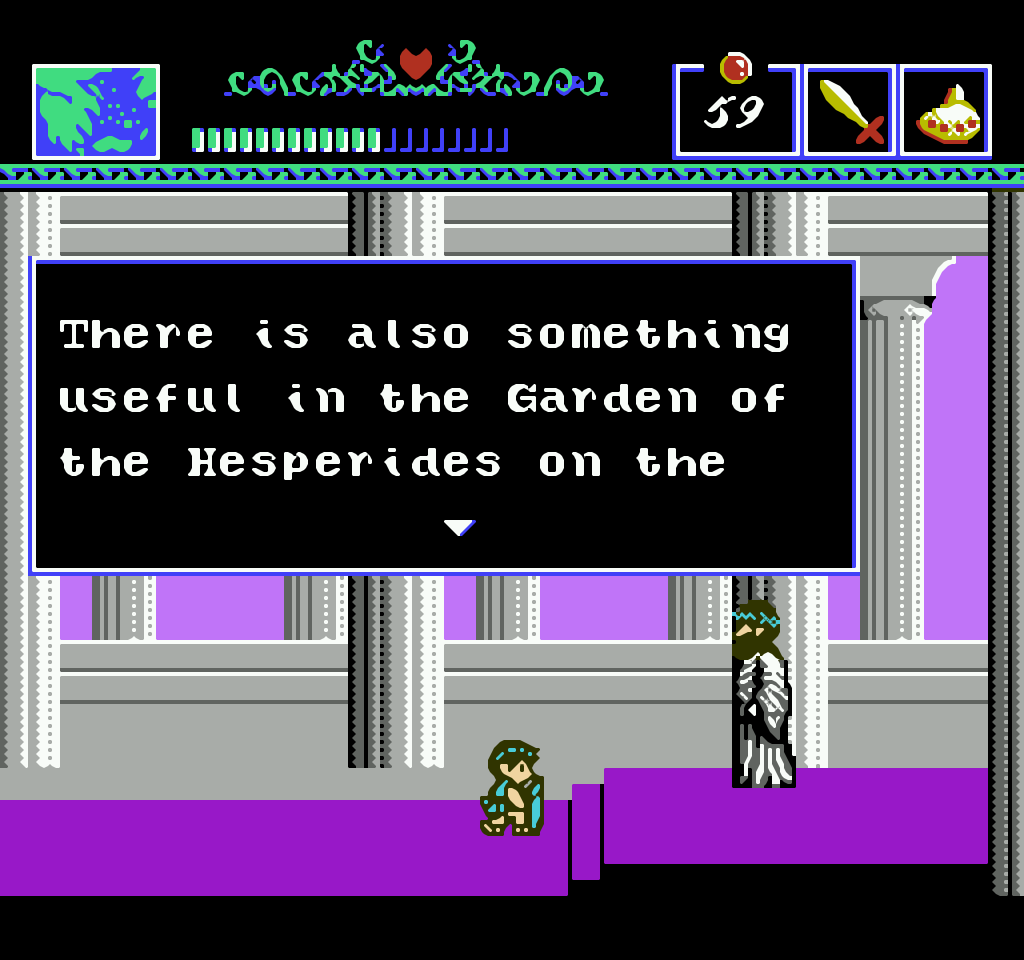 59
There is also something
useful in the Garden of
the Hesperides on the